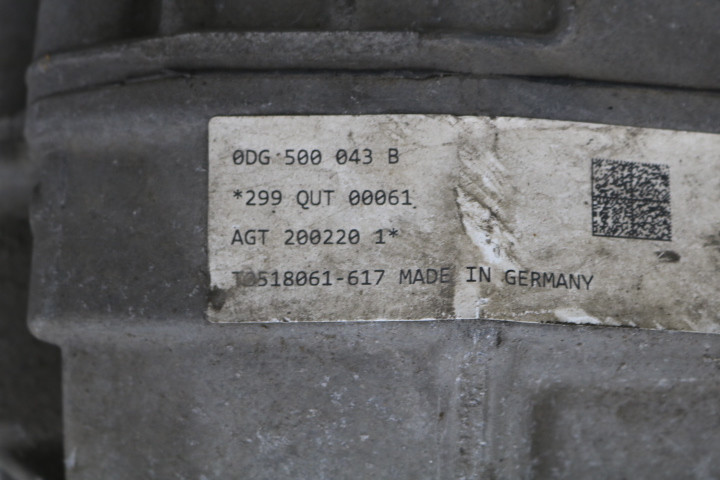 0DG 500 043 B
*299 QUT 00061
AGT 200220 1*
MADE IN GERMANY